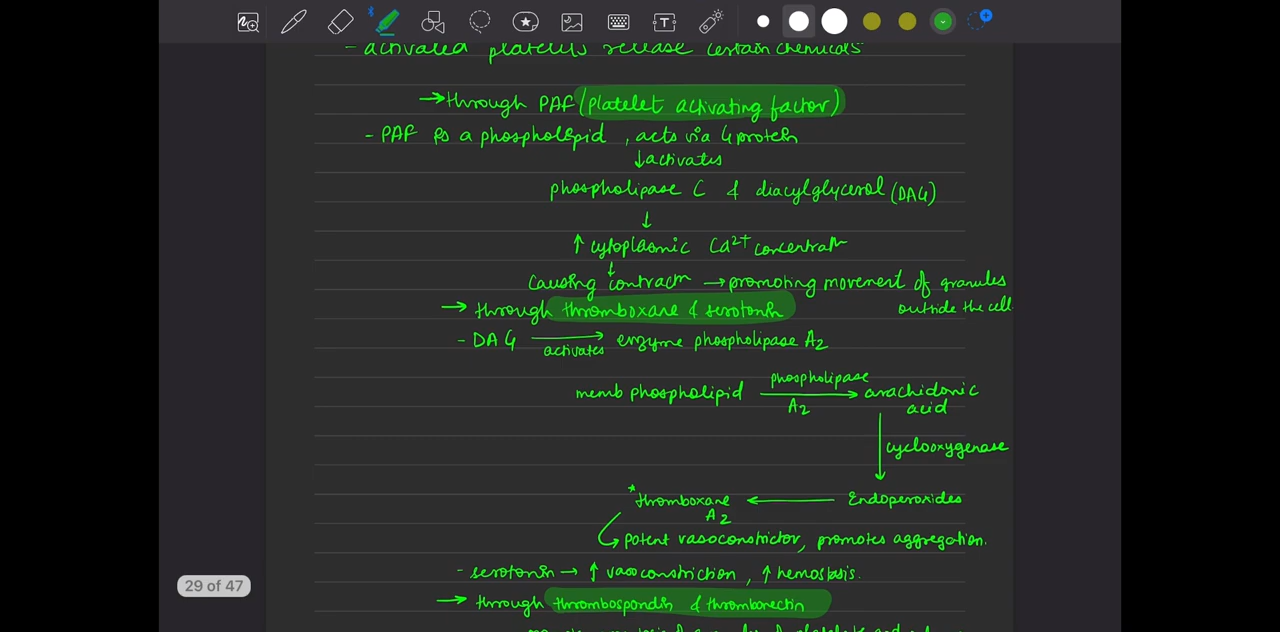 - activated platelets release certain chemicals
→ through PAF (platelet activating factor)
- PAF is a phospholipid, acts via G protein
↓ activates
phospholipase C & diacylglycerol (DAG)
↓
↑ cytoplasmic Ca2+ concentratn
↓
Causing contractn → promoting movement of granules
outside the cell.
→ through thromboxane & serotonin
- DAG → enzyme phospholipase A2
activates
memb phospholipid → arachidonic acid
phospholipase A2
cyclooxygenase
*thromboxane A2 ← Endoperoxides
potent vasoconstrictor, promotes aggregation.
- serotonin → ↑ vasoconstriction, ↑ hemostasis.
29 of 47
→ through thrombospondin & thrombonectin